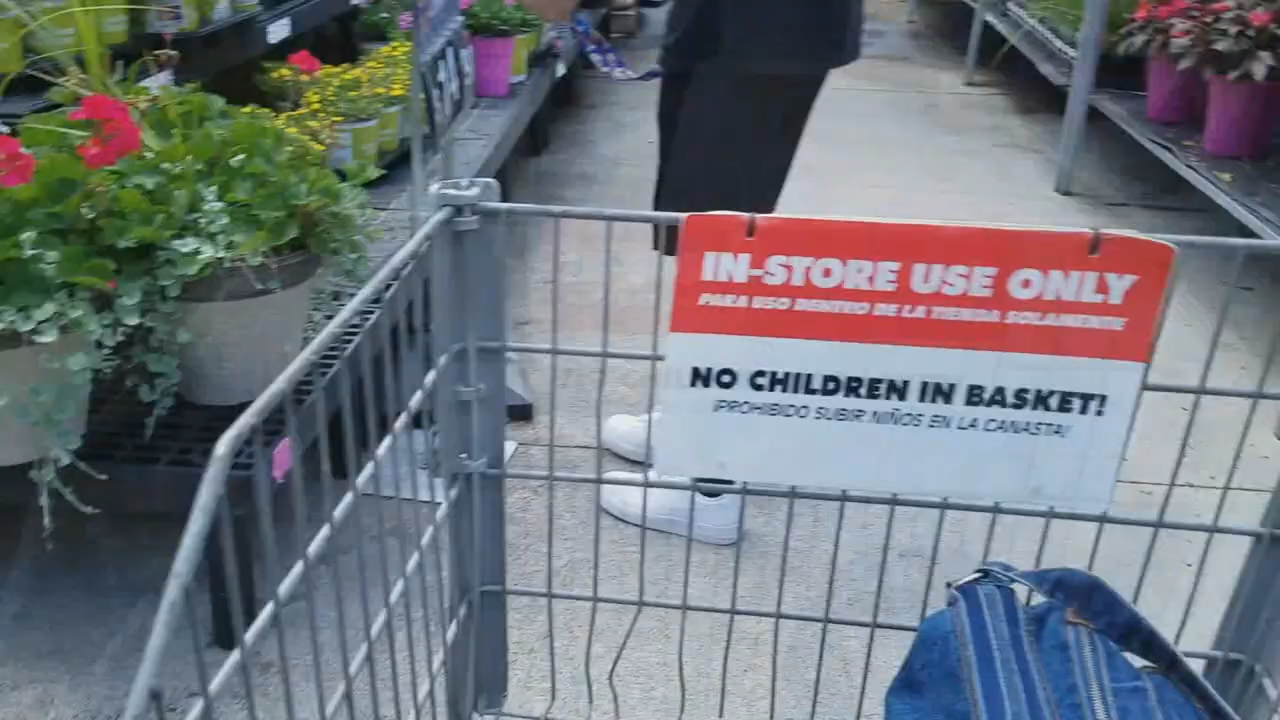 IN-STORE USE ONLY
PARA USO DENTRO DE LA TIENDA SOLAMENTE
NO CHILDREN IN BASKET!
¡PROHIBIDO SUBIR NIÑOS EN LA CANASTA!